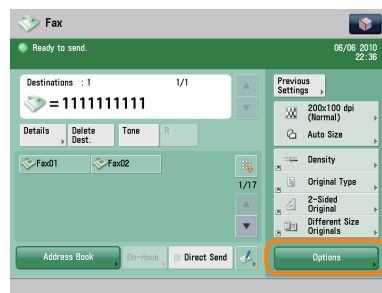 Fax
Ready to send.
06/06 2010
22:36
Destinations : 1
1/1
=1111111111
Details
Delete
Dest.
Tone
R
Fax01
Fax02
1/17
Address Book
On-Hook
Direct Send
Previous
Settings
200x100 dpi
(Normal)
Auto Size
Density
Original Type
2-Sided
Original
Different Size
Originals
Options